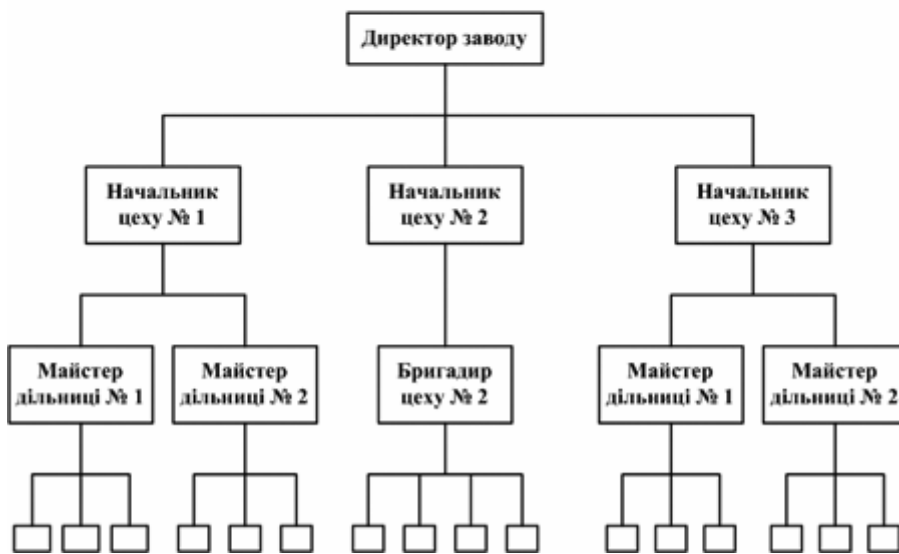 Директор заводу
Начальник
цеху № 1
Начальник
цеху № 2
Начальник
цеху № 3
Майстер
дільниці № 1
Майстер
дільниці № 2
Бригадир
цеху № 2
Майстер
дільниці № 1
Майстер
дільниці № 2